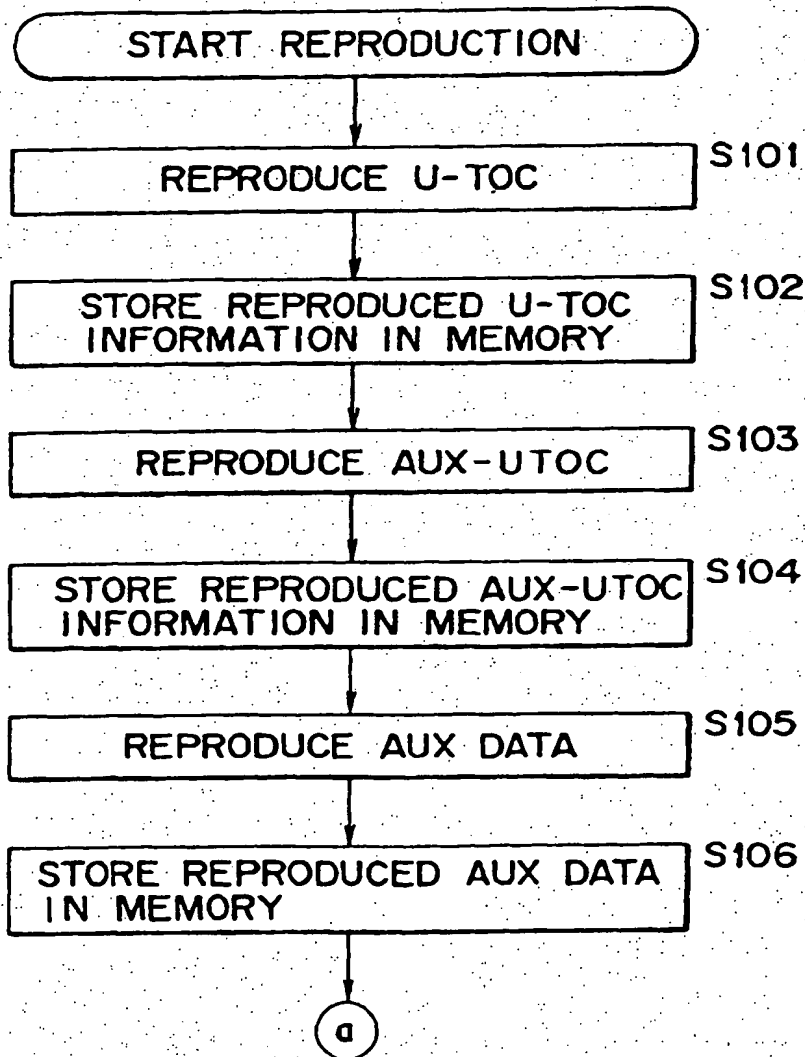 START REPRODUCTION
REPRODUCE U-TOC
S101
STORE REPRODUCED U-TOC
INFORMATION IN MEMORY
S102
REPRODUCE AUX-UTOC
S103
STORE REPRODUCED AUX-UTOC
INFORMATION IN MEMORY
S104
REPRODUCE AUX DATA
S105
STORE REPRODUCED AUX DATA
IN MEMORY
S106
a